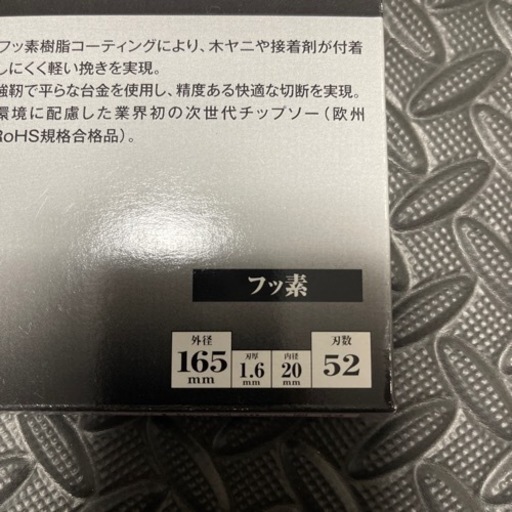 フッ素樹脂コーティングにより、木ヤニや接着剤が付着
しにくく軽い挽きを実現。
強靭で平らな台金を使用し、精度ある快適な切断を実現。
環境に配慮した業界初の次世代チップソー(欧州
RoHS規格合格品)。
フッ素
外径
165
mm
刃厚
1.6
mm
内径
20
mm
刃数
52